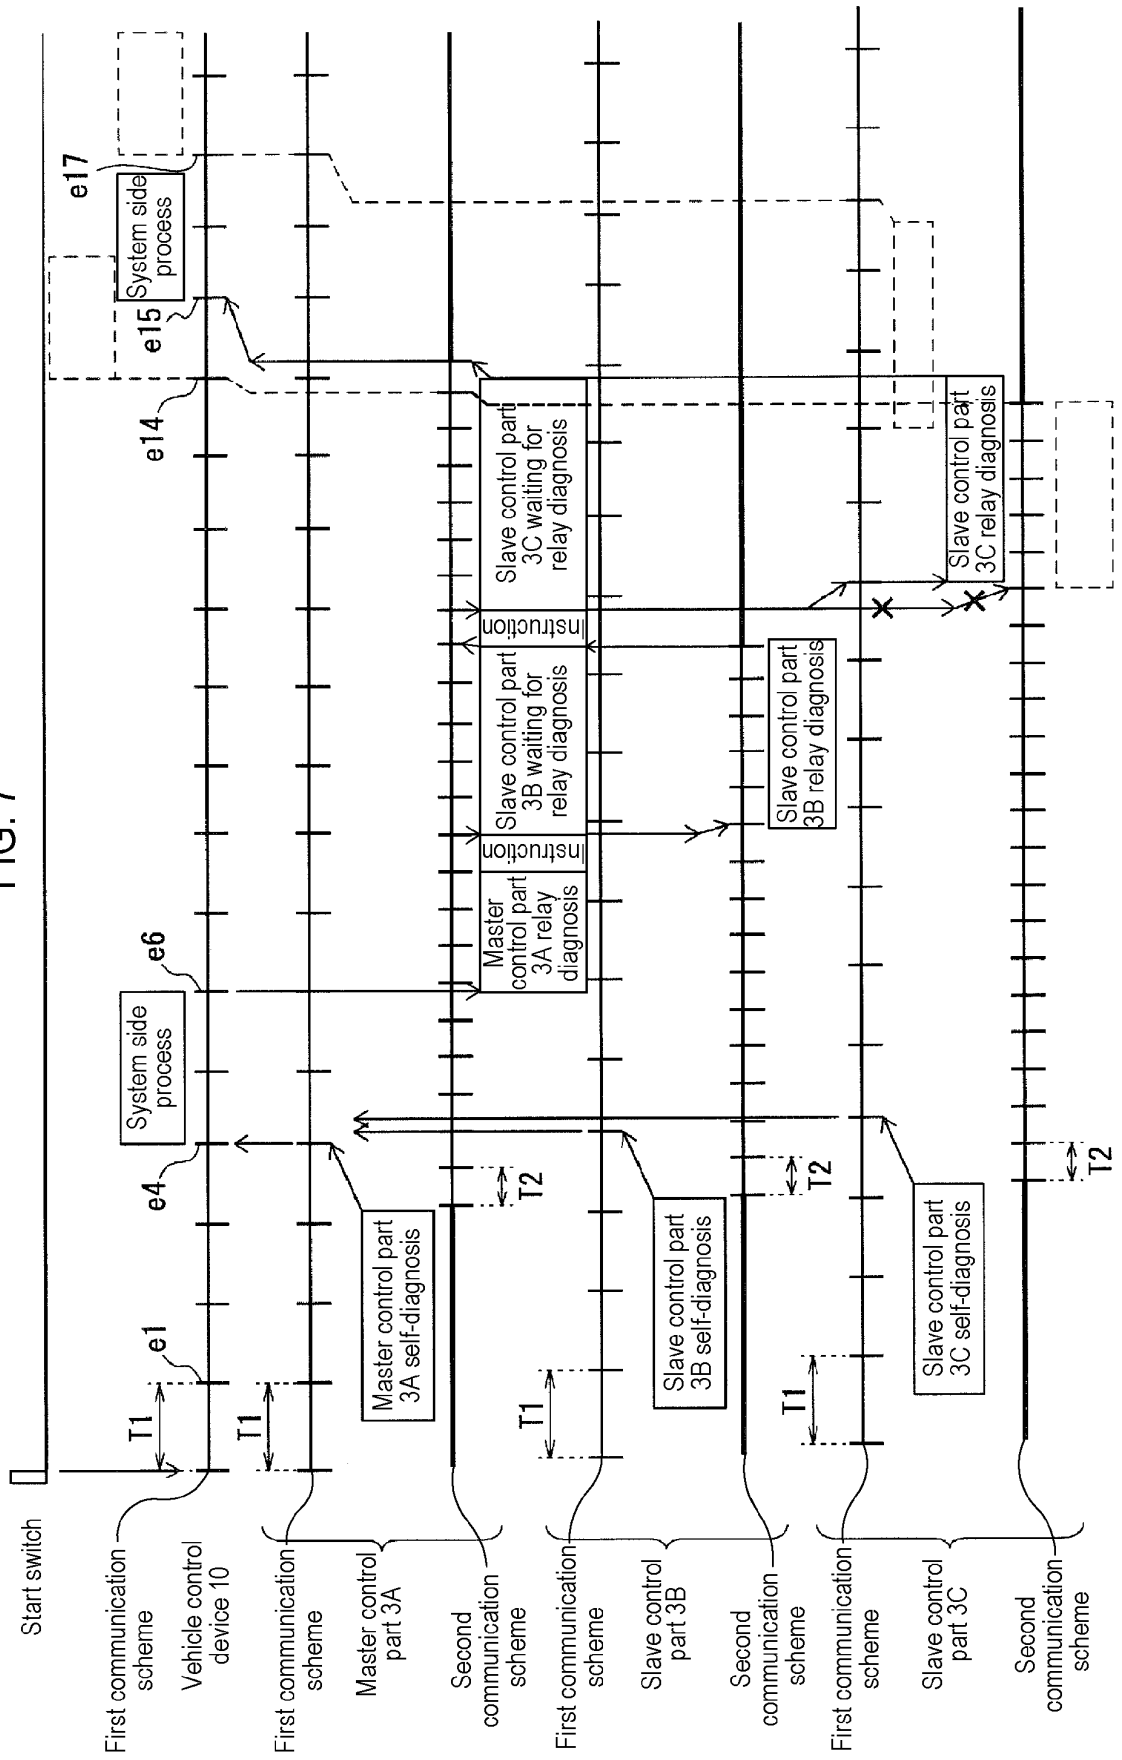 FIG. 7
Start switch
First communication
scheme
Vehicle control
device 10
First communication
scheme
Master control
part 3A
Second
communication
scheme
First communication
scheme
Slave control
part 3B
Second
communication
scheme
First communication
scheme
Slave control
part 3C
Second
communication
scheme
T1
e1
e4
System side
process
e6
e14
e15
System side
process
e17
T1
Master control part
3A self-diagnosis
T2
Master
control part
3A relay
diagnosis
Instruction
Slave control part
3B waiting for
relay diagnosis
Instruction
Slave control part
3C waiting for
relay diagnosis
T1
Slave control part
3B self-diagnosis
T2
Slave control part
3B relay diagnosis
T1
Slave control part
3C self-diagnosis
Slave control part
3C relay diagnosis
T2